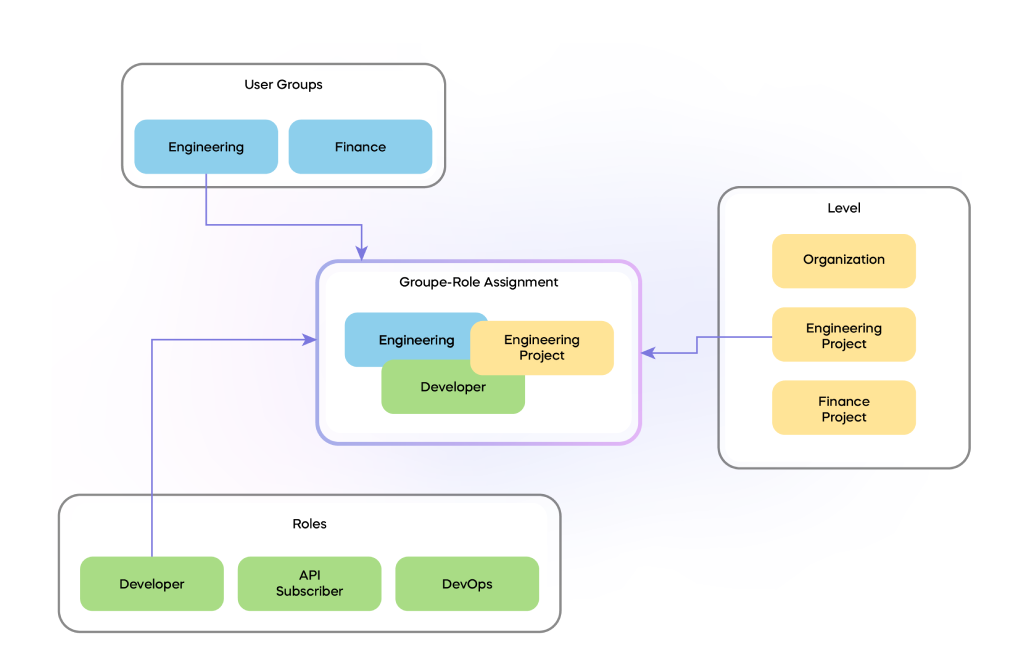 User Groups
Engineering
Finance
Level
Organization
Engineering
Project
Finance
Project
Groupe-Role Assignment
Engineering
Engineering
Project
Developer
Roles
Developer
API
Subscriber
DevOps